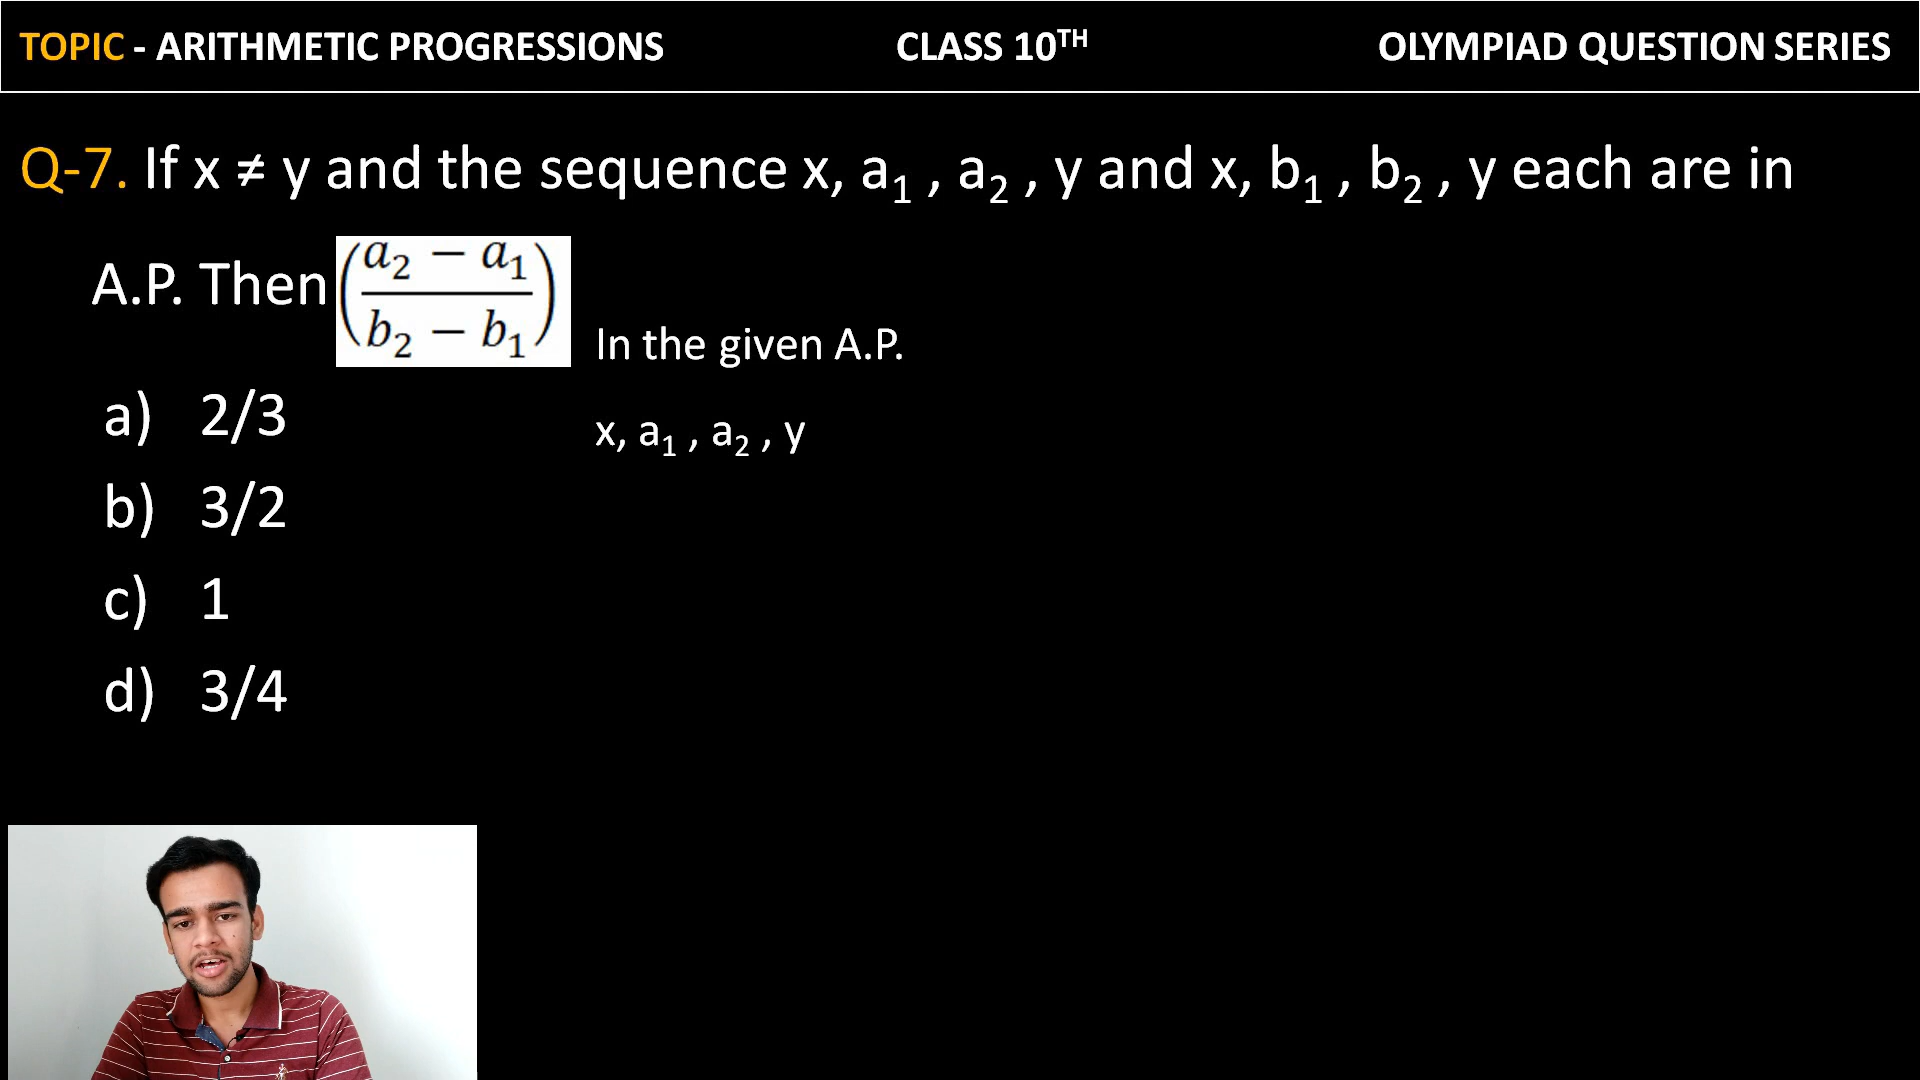 TOPIC - ARITHMETIC PROGRESSIONS CLASS 10TH OLYMPIAD QUESTION SERIES
Q-7. If x ≠ y and the sequence x, a₁ , a₂ , y and x, b₁ , b₂ , y each are in
A.P. Then (a₂ − a₁ / b₂ − b₁)
In the given A.P.
x, a₁ , a₂ , y
a) 2/3
b) 3/2
c) 1
d) 3/4